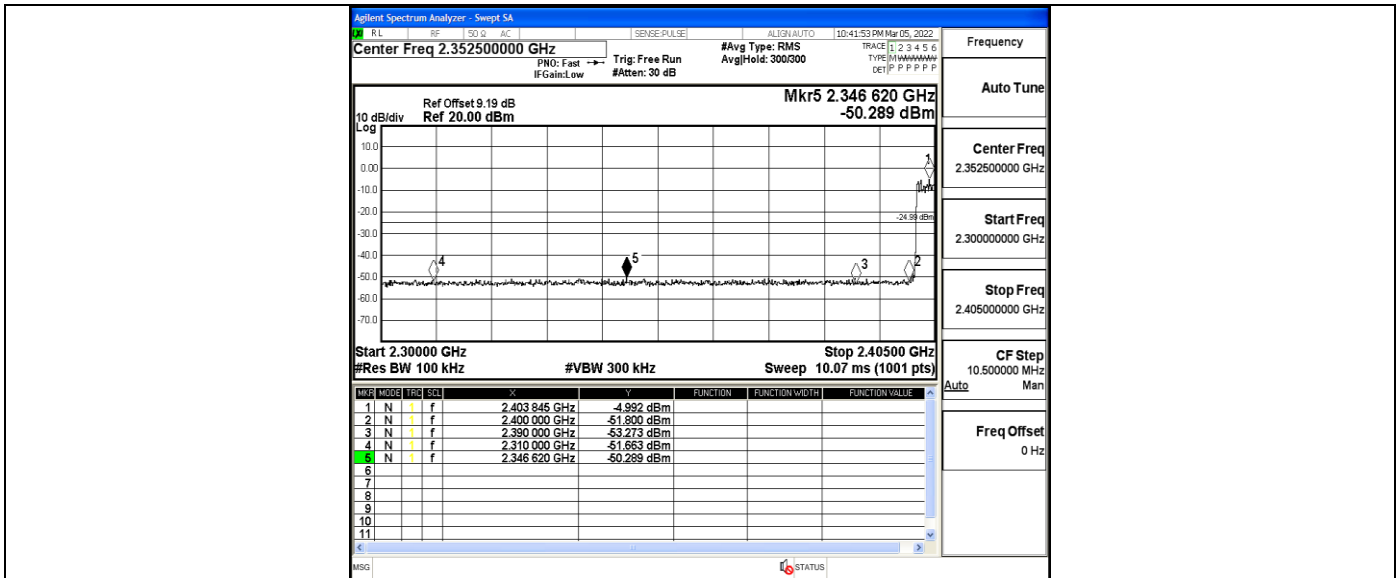 Agilent Spectrum Analyzer - Swept SA
RL RF 50 Ω AC SENSE:PULSE ALIGN AUTO 10:41:53 PM Mar 05, 2022
Center Freq 2.352500000 GHz
PNO: Fast
IFGain:Low
Trig: Free Run
#Atten: 30 dB
#Avg Type: RMS
Avg|Hold: 300/300
TRACE 1 2 3 4 5 6
TYPE M
DET P P P P P P
Frequency
Auto Tune
Center Freq
2.352500000 GHz
Start Freq
2.300000000 GHz
Stop Freq
2.405000000 GHz
CF Step
10.500000 MHz
Auto Man
Freq Offset
0 Hz
Mkr5 2.346 620 GHz
-50.289 dBm
Ref Offset 9.19 dB
10 dB/div Ref 20.00 dBm
Log
10.0
0.00
-10.0
-20.0
-30.0
-40.0
-50.0
-60.0
-70.0
1
-24.99 dBm
4
5
3
2
Start 2.30000 GHz Stop 2.40500 GHz
#Res BW 100 kHz #VBW 300 kHz Sweep 10.07 ms (1001 pts)
MKR MODE TRC SCL X Y FUNCTION FUNCTION WIDTH FUNCTION VALUE
1 N 1 f 2.403 845 GHz -4.992 dBm
2 N 1 f 2.400 000 GHz -51.800 dBm
3 N 1 f 2.390 000 GHz -53.273 dBm
4 N 1 f 2.310 000 GHz -51.663 dBm
5 N 1 f 2.346 620 GHz -50.289 dBm
6
7
8
9
10
11
MSG STATUS